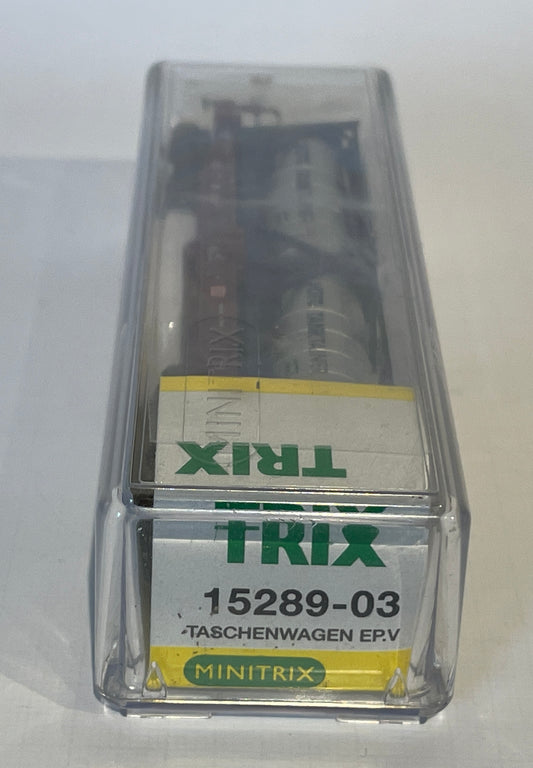 MINITRIX
TRIX
TRIX
15289-03
TASCHENWAGEN EP.V
MINITRIX